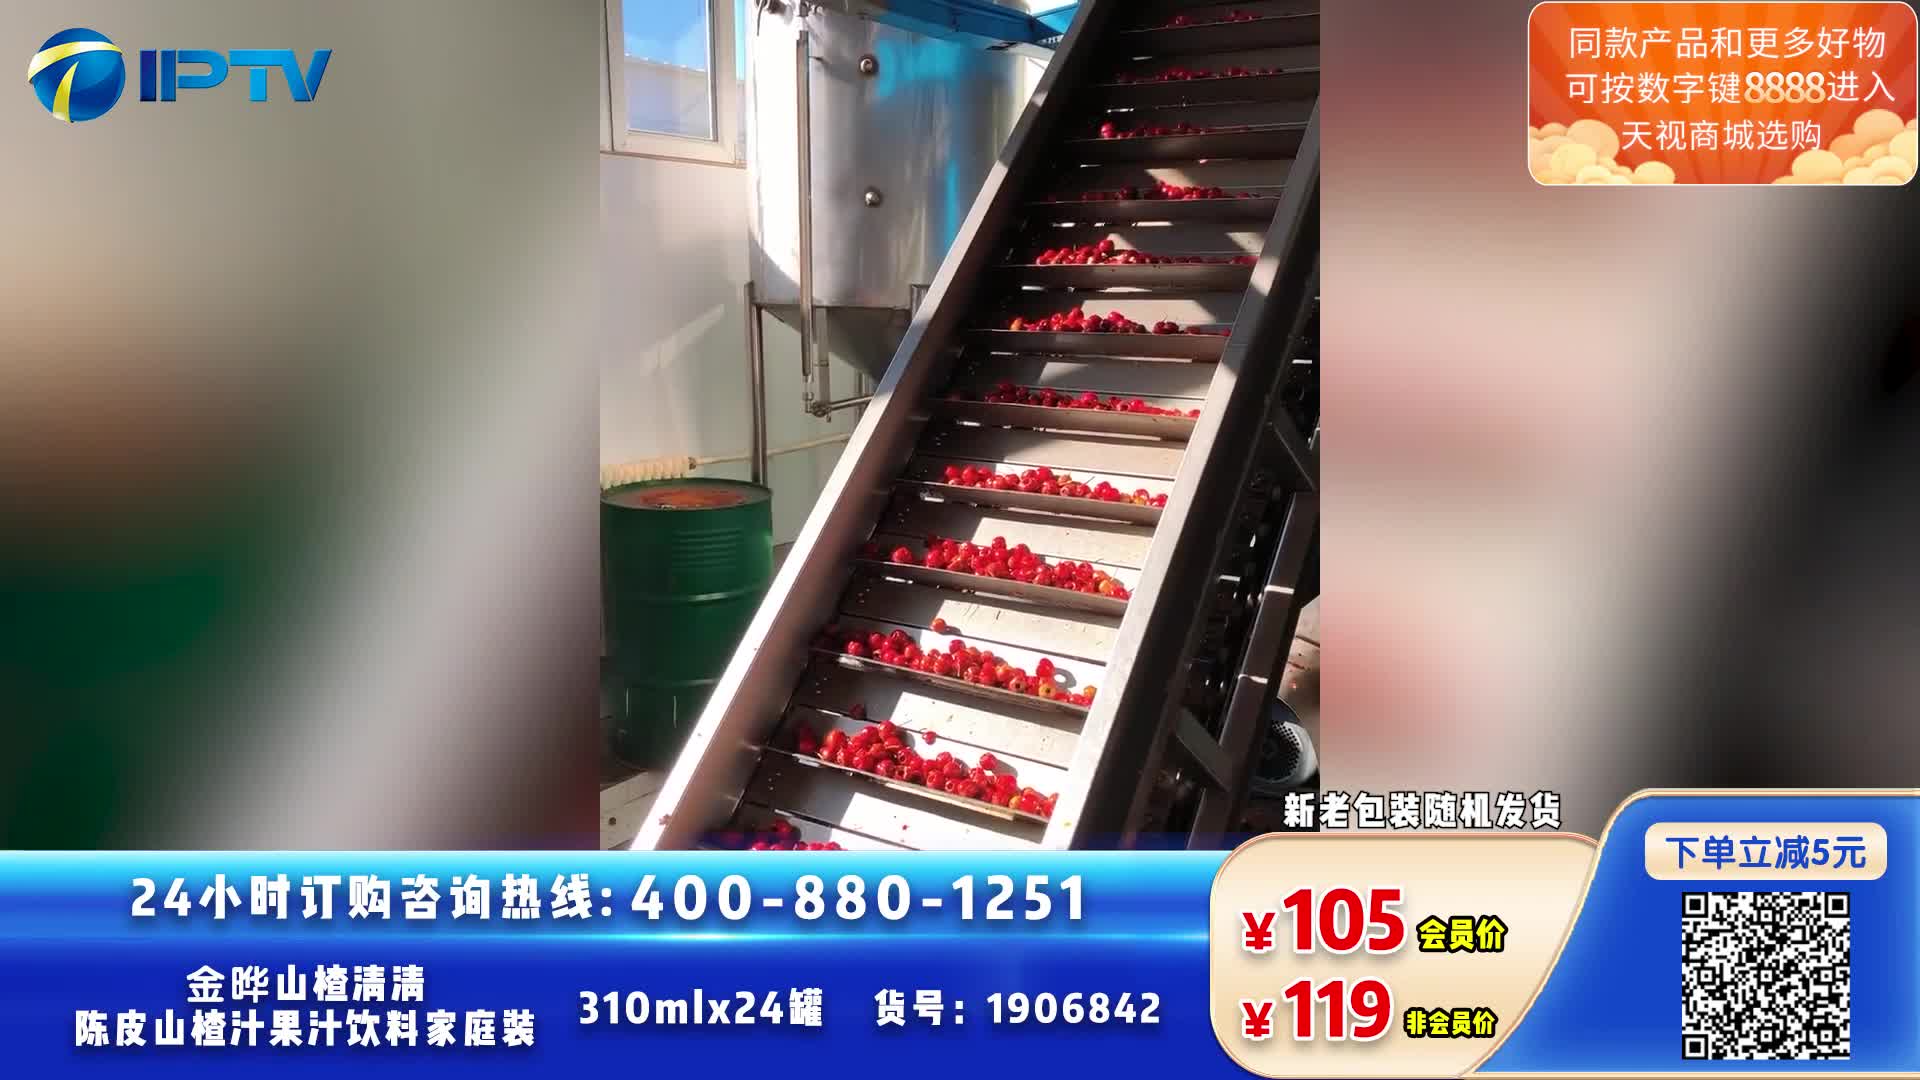 IPTV
同款产品和更多好物
可按数字键8888进入
天视商城选购
新老包装随机发货
下单立减5元
24小时订购咨询热线：400-880-1251
¥105 会员价
¥119 非会员价
金晔山楂清清
陈皮山楂汁果汁饮料家庭装
310mlx24罐 货号：1906842